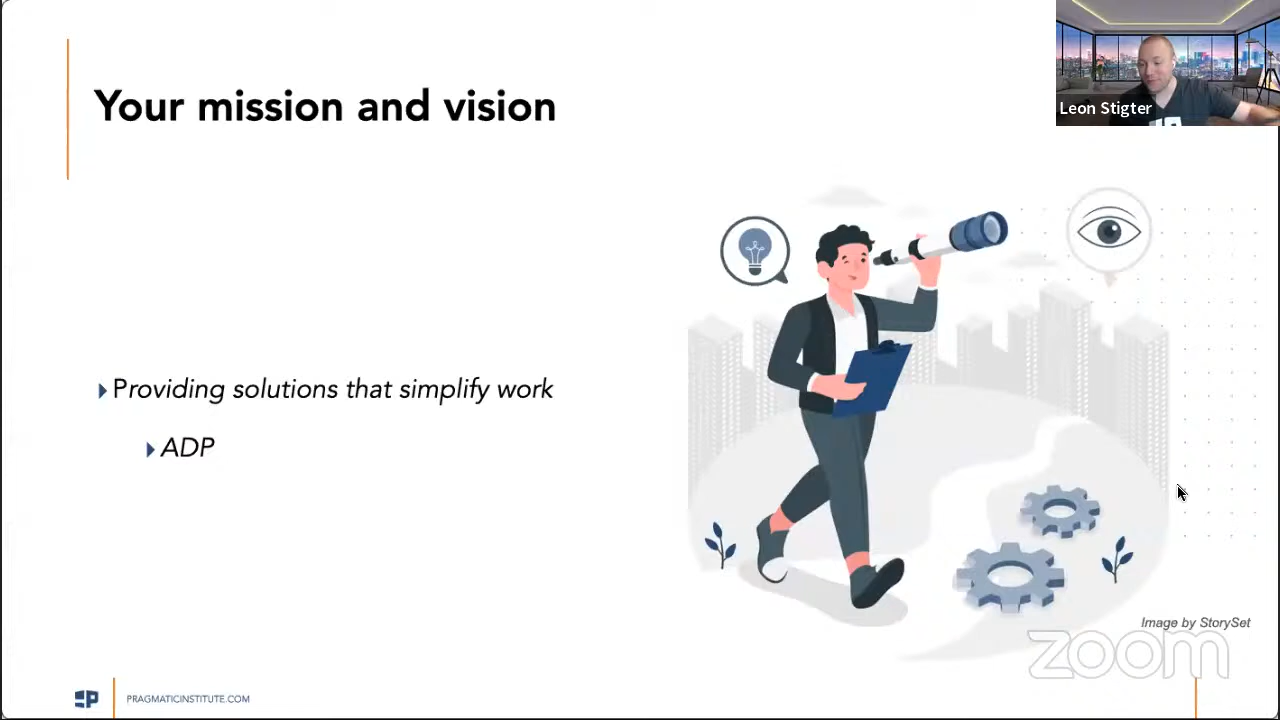 Your mission and vision
Leon Stigter
Providing solutions that simplify work
ADP
Image by StorySet
zoom
PRAGMATICINSTITUTE.COM